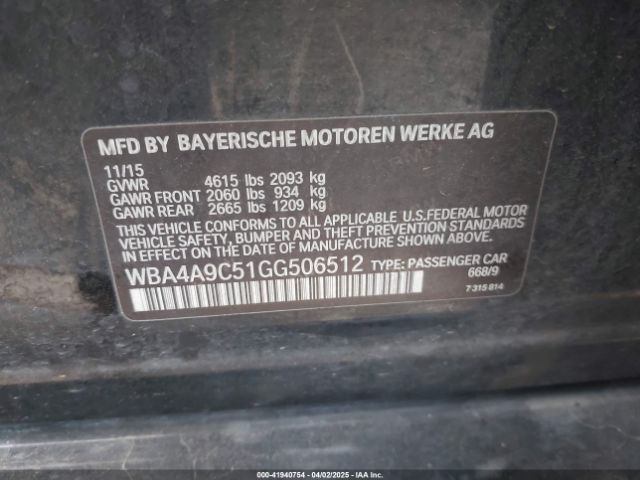 MFD BY BAYERISCHE MOTOREN WERKE AG
11/15
GVWR 4615 lbs 2093 kg
GAWR FRONT 2060 lbs 934 kg
GAWR REAR 2665 lbs 1209 kg
THIS VEHICLE CONFORMS TO ALL APPLICABLE U.S.FEDERAL MOTOR
VEHICLE SAFETY, BUMPER AND THEFT PREVENTION STANDARDS
IN EFFECT ON THE DATE OF MANUFACTURE SHOWN ABOVE.
WBA4A9C51GG506512 TYPE: PASSENGER CAR
668/9
7 315 814
000-41940754 - 04/02/2025 - IAA Inc.